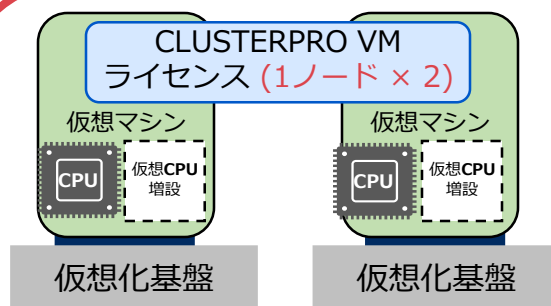 CLUSTERPRO VM
ライセンス (1ノード × 2)
仮想マシン
CPU
仮想CPU
増設
仮想化基盤
仮想マシン
CPU
仮想CPU
増設
仮想化基盤